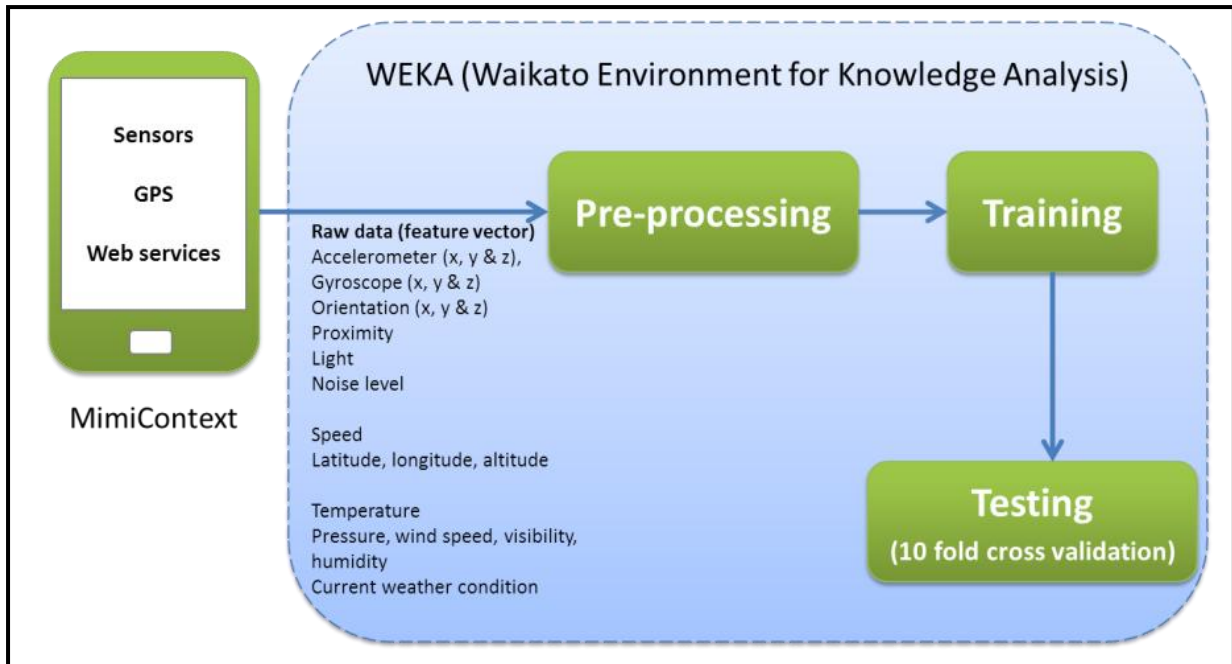 WEKA (Waikato Environment for Knowledge Analysis)
Sensors
GPS
Web services
MimiContext
Raw data (feature vector)
Accelerometer (x, y & z),
Gyroscope (x, y & z)
Orientation (x, y & z)
Proximity
Light
Noise level
Speed
Latitude, longitude, altitude
Temperature
Pressure, wind speed, visibility,
humidity
Current weather condition
Pre-processing
Training
Testing
(10 fold cross validation)